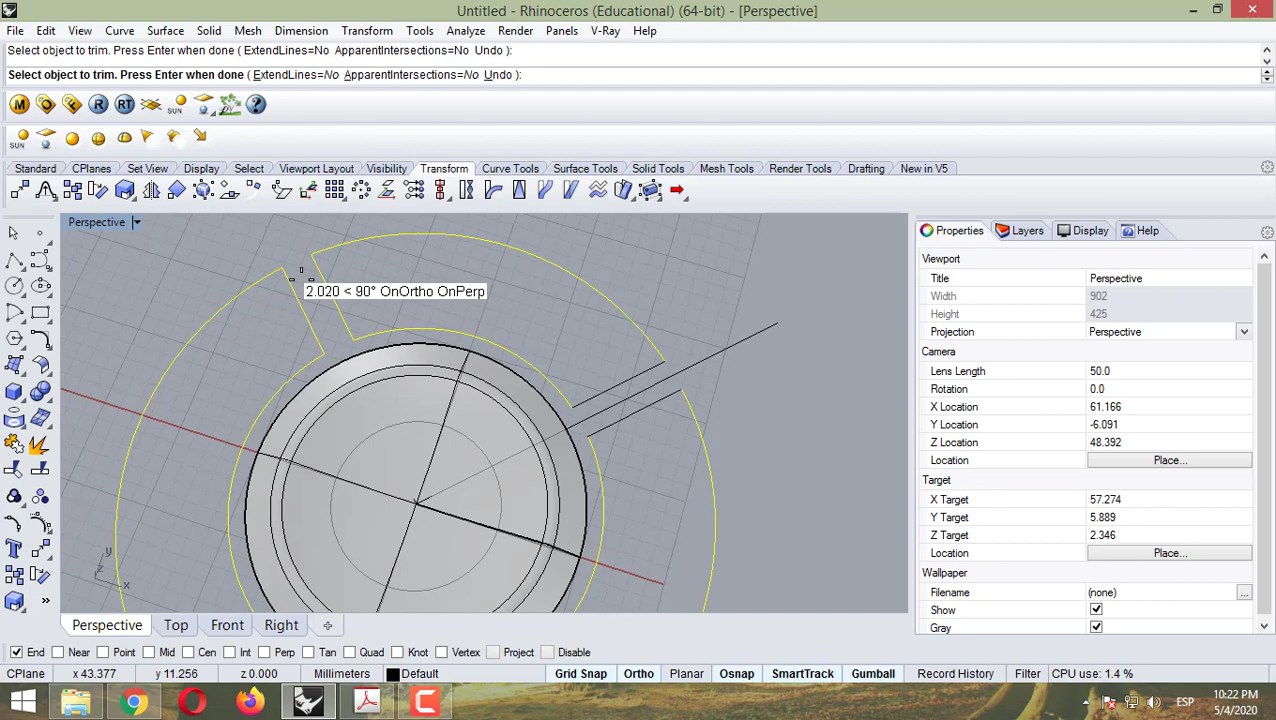 Untitled - Rhinoceros (Educational) (64-bit) - [Perspective]
File Edit View Curve Surface Solid Mesh Dimension Transform Tools Analyze Render Panels V-Ray Help
Select object to trim. Press Enter when done ( ExtendLines=No ApparentIntersections=No Undo ):
Select object to trim. Press Enter when done ( ExtendLines=No ApparentIntersections=No Undo ):
M O F R RT SUN ?
SUN
Standard CPlanes Set View Display Select Viewport Layout Visibility Transform Curve Tools Surface Tools Solid Tools Mesh Tools Render Tools Drafting New in V5
Perspective
2.020 < 90° OnOrtho OnPerp
y
z
x
Properties Layers Display Help
Viewport
Title Perspective
Width 902
Height 425
Projection Perspective
Camera
Lens Length 50.0
Rotation 0.0
X Location 61.166
Y Location -6.091
Z Location 48.392
Location Place...
Target
X Target 57.274
Y Target 5.889
Z Target 2.346
Location Place...
Wallpaper
Filename (none) ...
Show
Gray
Perspective Top Front Right
End Near Point Mid Cen Int Perp Tan Quad Knot Vertex Project Disable
CPlane x 43.377 y 11.256 z 0.000 Millimeters Default Grid Snap Ortho Planar Osnap SmartTrack Gumball Record History Filter CPU use: 1.4 %
ESP
10:22 PM
5/4/2020